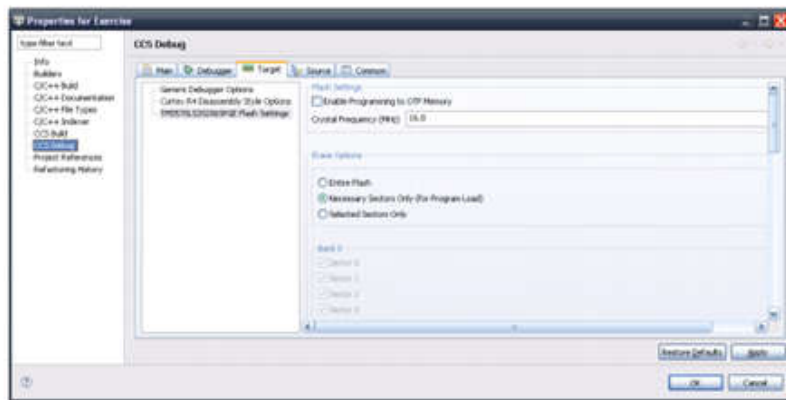 Properties for Exercise
type filter text
CCS Debug
Info
Builders
C/C++ Build
C/C++ Documentation
C/C++ File Types
C/C++ Indexer
CCS Build
CCS Debug
Project References
Refactoring History
Main
Debugger
Target
Source
Common
Generic Debugger Options
Cortex R4 Disassembly Style Options
Flash Settings
Flash Settings
Enable Programming to OTP Memory
Crystal Frequency (MHz) 16.0
Erase Options
Entire Flash
Necessary Sectors Only (for Program Load)
Selected Sectors Only
Bank 0
Sector 0
Sector 1
Sector 2
Sector 3
Restore Defaults
Apply
OK
Cancel